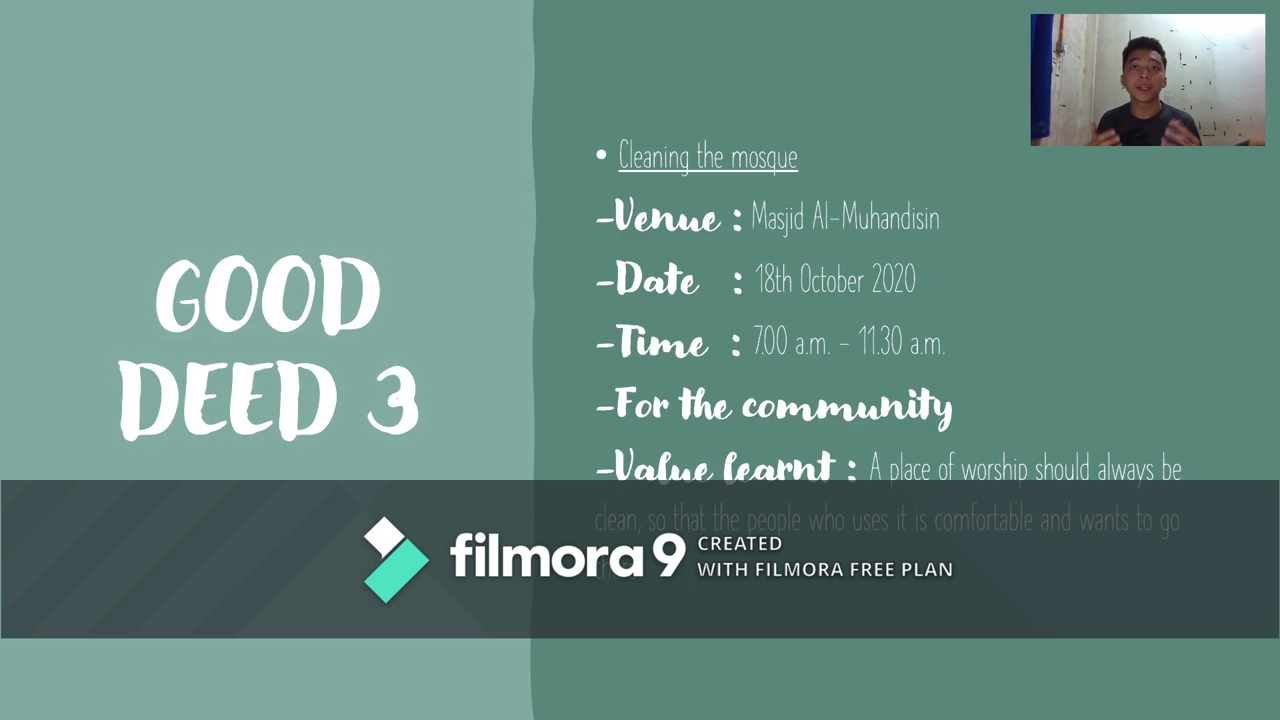 GOOD
DEED 3
• Cleaning the mosque
-Venue : Masjid Al-Muhandisin
-Date : 18th October 2020
-Time : 7.00 a.m. - 11.30 a.m.
-For the community
-Value learnt : A place of worship should always be
clean, so that the people who uses it is comfortable and wants to go
filmora9
CREATED
WITH FILMORA FREE PLAN